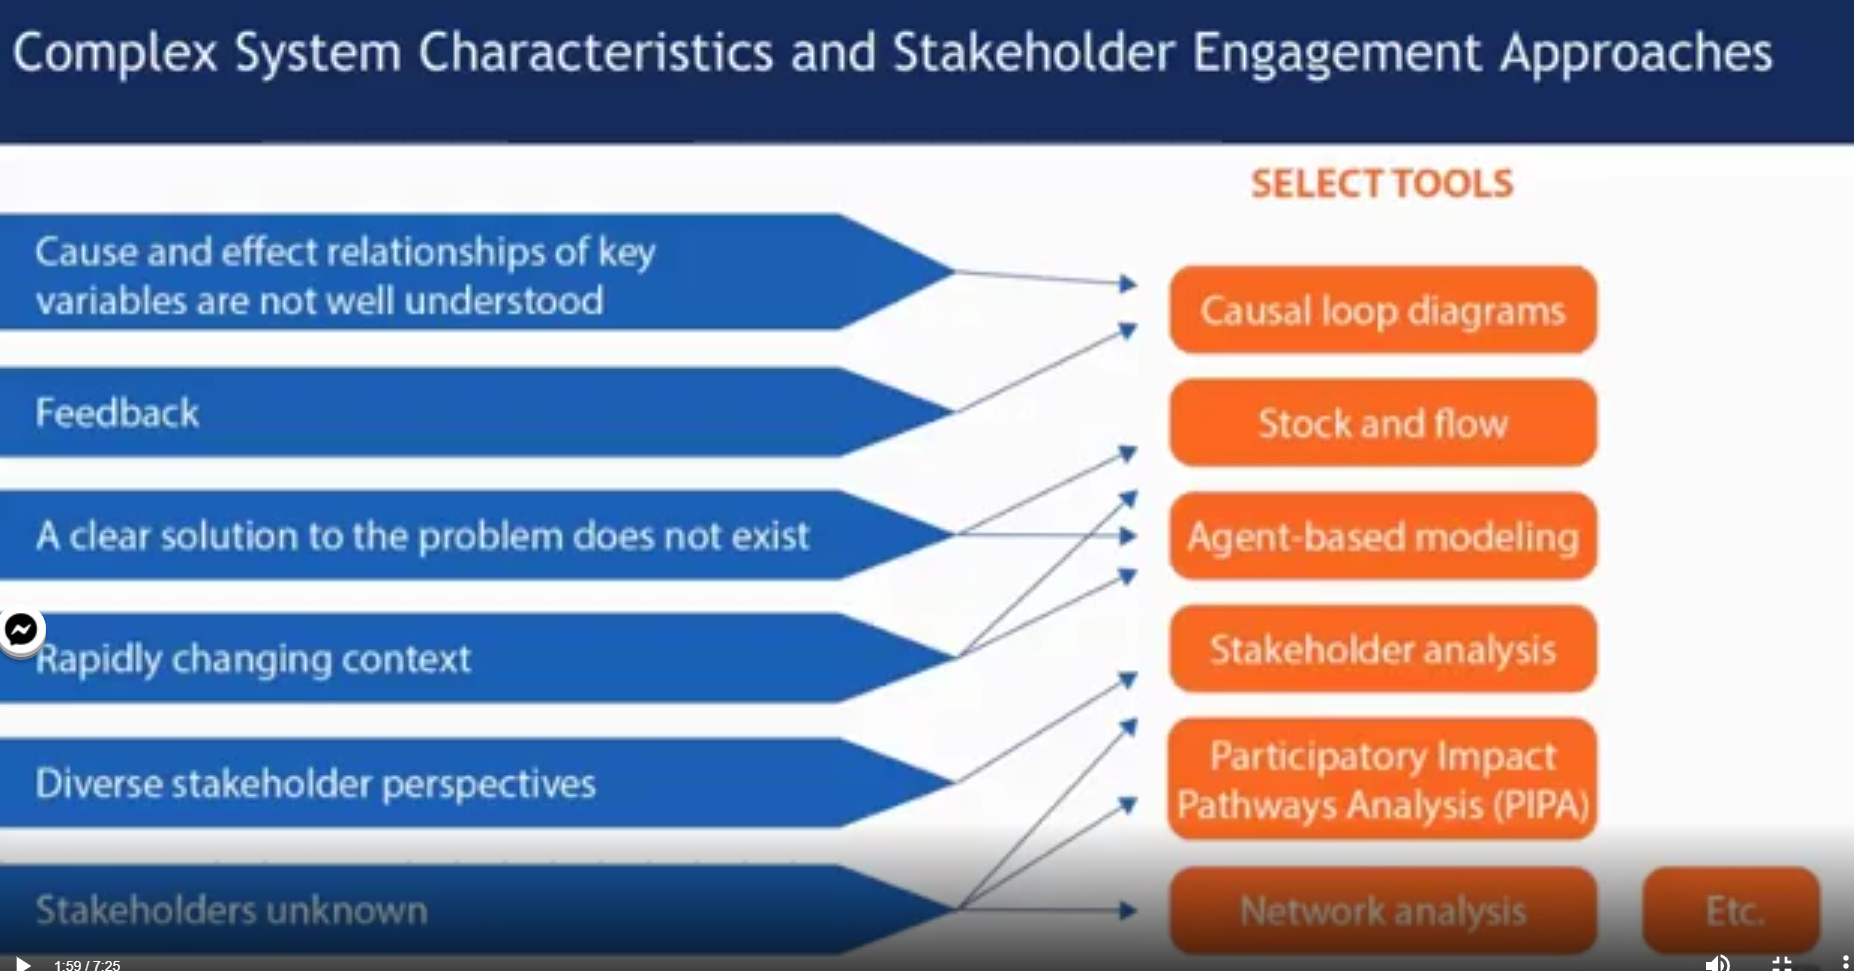 Complex System Characteristics and Stakeholder Engagement Approaches
SELECT TOOLS
Cause and effect relationships of key
variables are not well understood
Feedback
A clear solution to the problem does not exist
Rapidly changing context
Diverse stakeholder perspectives
Stakeholders unknown
Causal loop diagrams
Stock and flow
Agent-based modeling
Stakeholder analysis
Participatory Impact
Pathways Analysis (PIPA)
Network analysis
Etc.
1:59 / 7:25